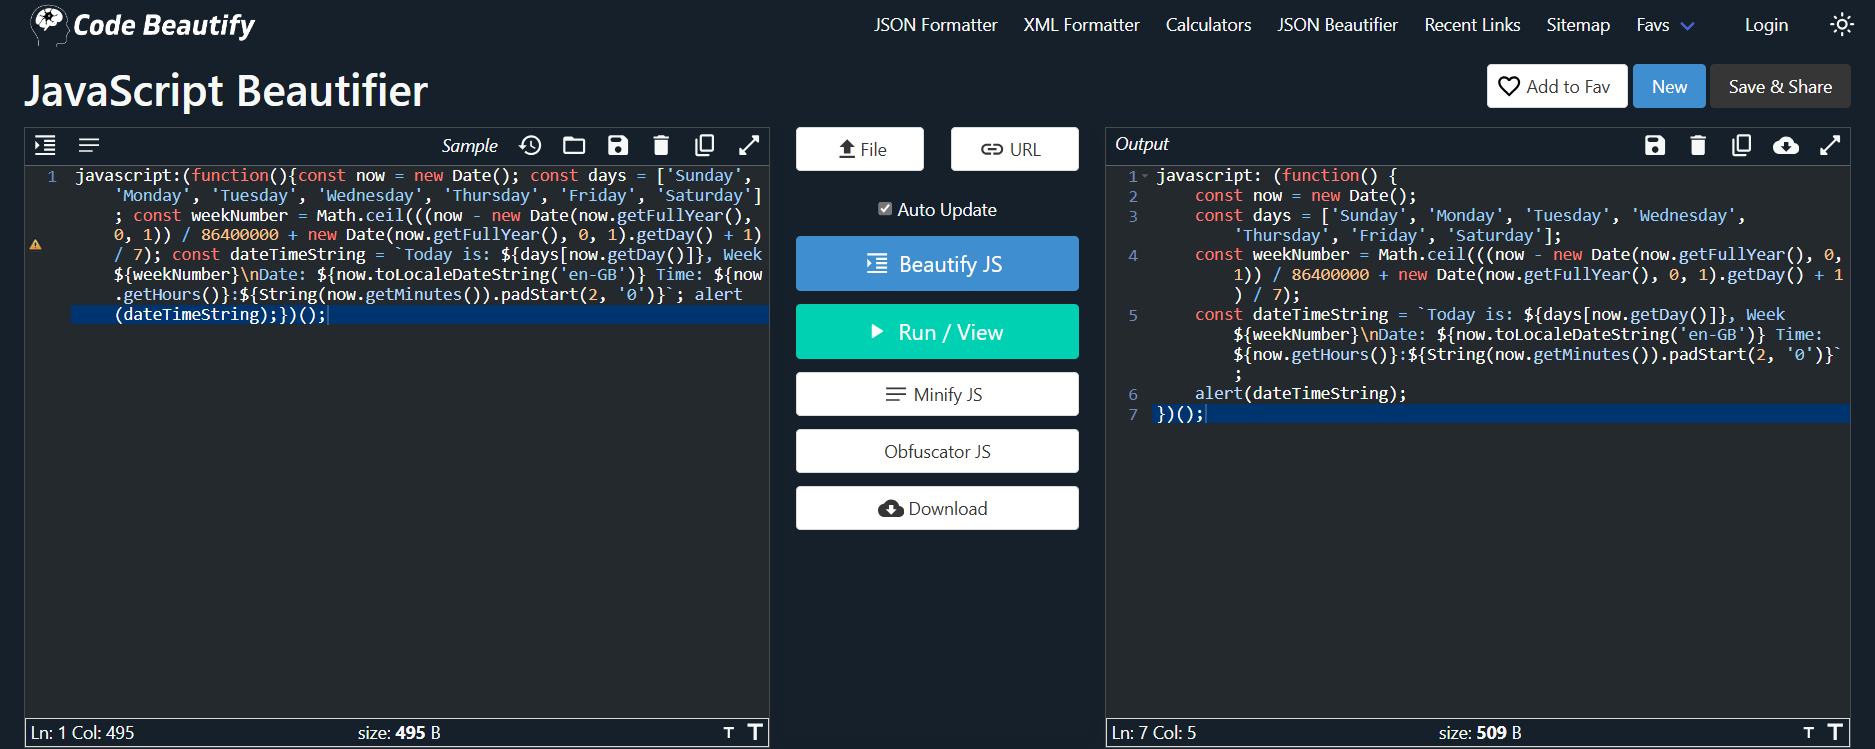 Code Beautify
JSON Formatter XML Formatter Calculators JSON Beautifier Recent Links Sitemap Favs Login
JavaScript Beautifier
Add to Fav New Save & Share
Sample
1 javascript:(function(){const now = new Date(); const days = ['Sunday',
'Monday', 'Tuesday', 'Wednesday', 'Thursday', 'Friday', 'Saturday']
; const weekNumber = Math.ceil(((now - new Date(now.getFullYear(),
0, 1)) / 86400000 + new Date(now.getFullYear(), 0, 1).getDay() + 1)
/ 7); const dateTimeString = `Today is: ${days[now.getDay()]}, Week
${weekNumber}\nDate: ${now.toLocaleDateString('en-GB')} Time: ${now
.getHours()}:${String(now.getMinutes()).padStart(2, '0')}`; alert
(dateTimeString);})();
Ln: 1 Col: 495 size: 495 B T T
File URL
Auto Update
Beautify JS
Run / View
Minify JS
Obfuscator JS
Download
Output
1 javascript: (function() {
2 const now = new Date();
3 const days = ['Sunday', 'Monday', 'Tuesday', 'Wednesday',
'Thursday', 'Friday', 'Saturday'];
4 const weekNumber = Math.ceil(((now - new Date(now.getFullYear(), 0,
1)) / 86400000 + new Date(now.getFullYear(), 0, 1).getDay() + 1
) / 7);
5 const dateTimeString = `Today is: ${days[now.getDay()]}, Week
${weekNumber}\nDate: ${now.toLocaleDateString('en-GB')} Time:
${now.getHours()}:${String(now.getMinutes()).padStart(2, '0')}`
;
6 alert(dateTimeString);
7 })();
Ln: 7 Col: 5 size: 509 B T T